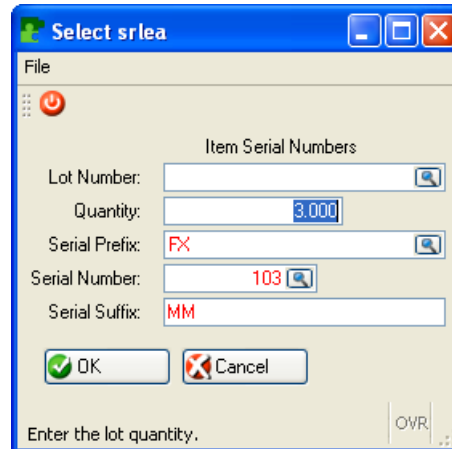 Select srlea
File
Item Serial Numbers
Lot Number:
Quantity: 3.000
Serial Prefix: FX
Serial Number: 103
Serial Suffix: MM
OK Cancel
Enter the lot quantity. OVR